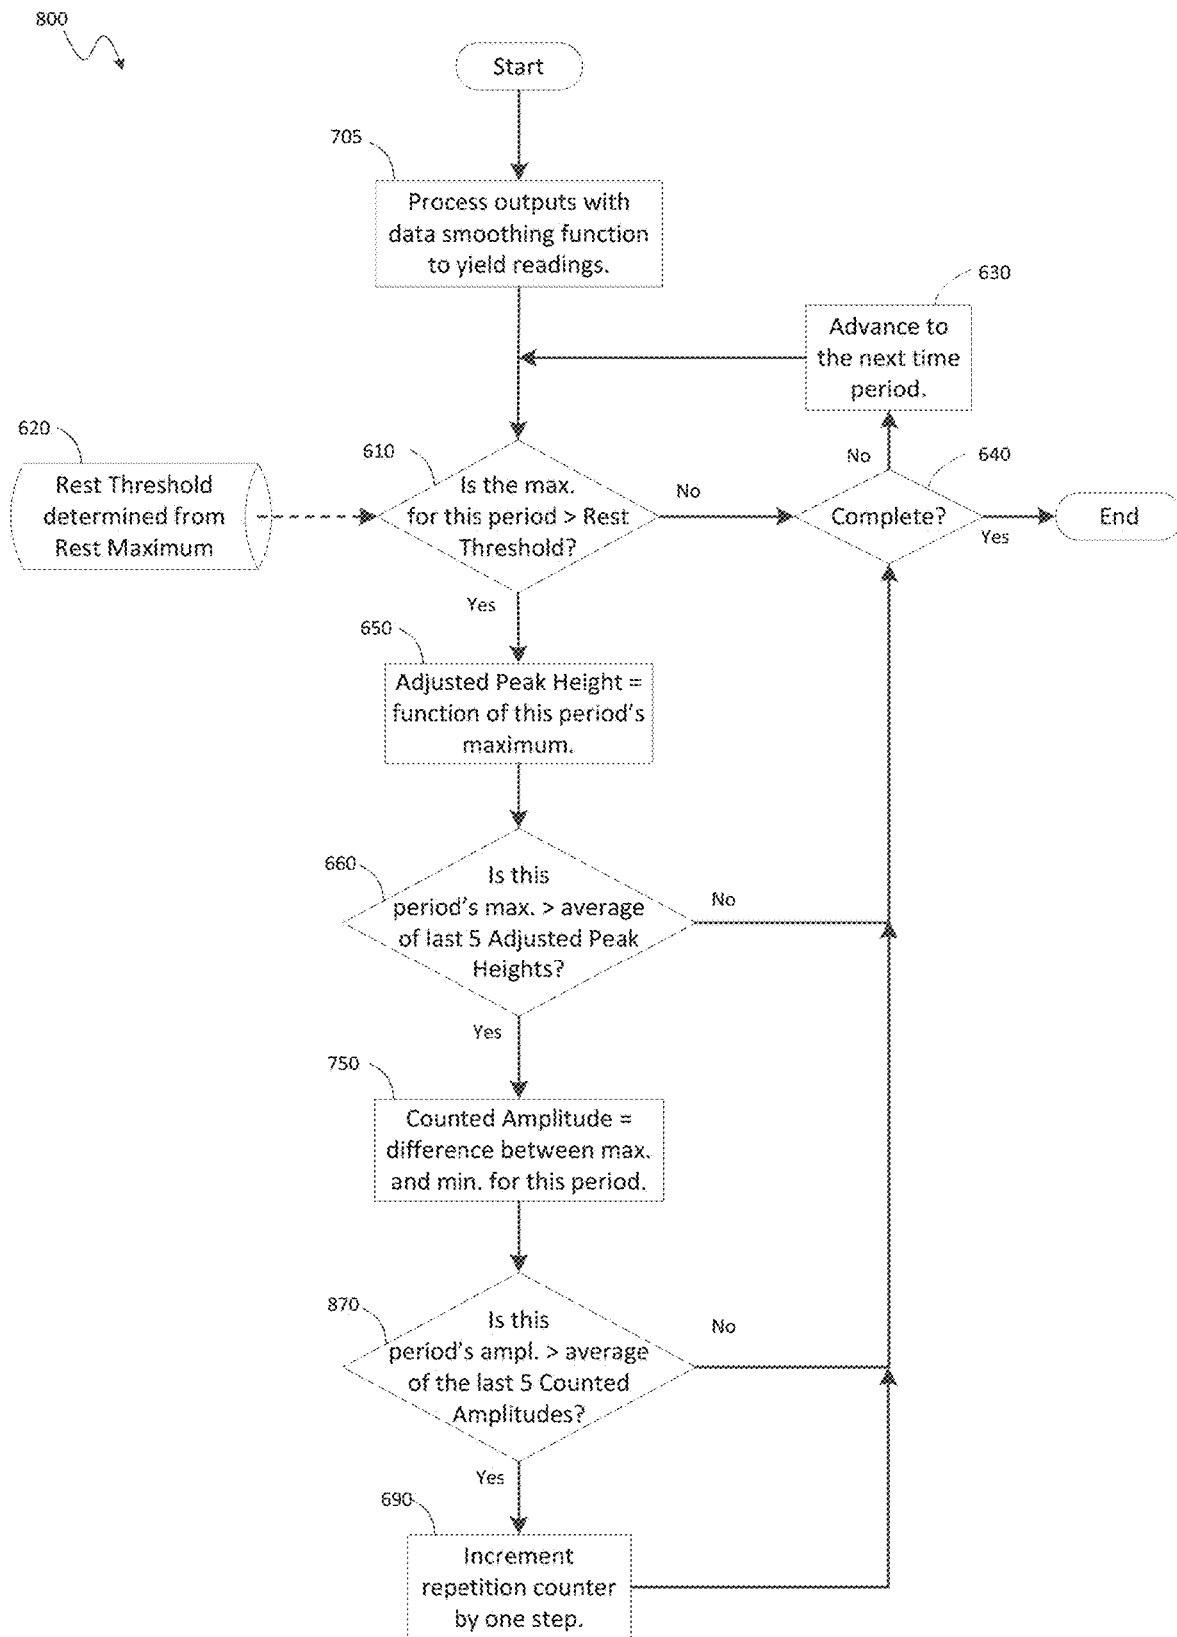 800
Start
705
Process outputs with
data smoothing function
to yield readings.
630
Advance to
the next time
period.
620
Rest Threshold
determined from
Rest Maximum
610
Is the max.
for this period > Rest
Threshold?
No
No
640
Complete?
Yes
End
Yes
650
Adjusted Peak Height =
function of this period's
maximum.
660
Is this
period's max. > average
of last 5 Adjusted Peak
Heights?
No
Yes
750
Counted Amplitude =
difference between max.
and min. for this period.
870
Is this
period's ampl. > average
of the last 5 Counted
Amplitudes?
No
Yes
690
Increment
repetition counter
by one step.